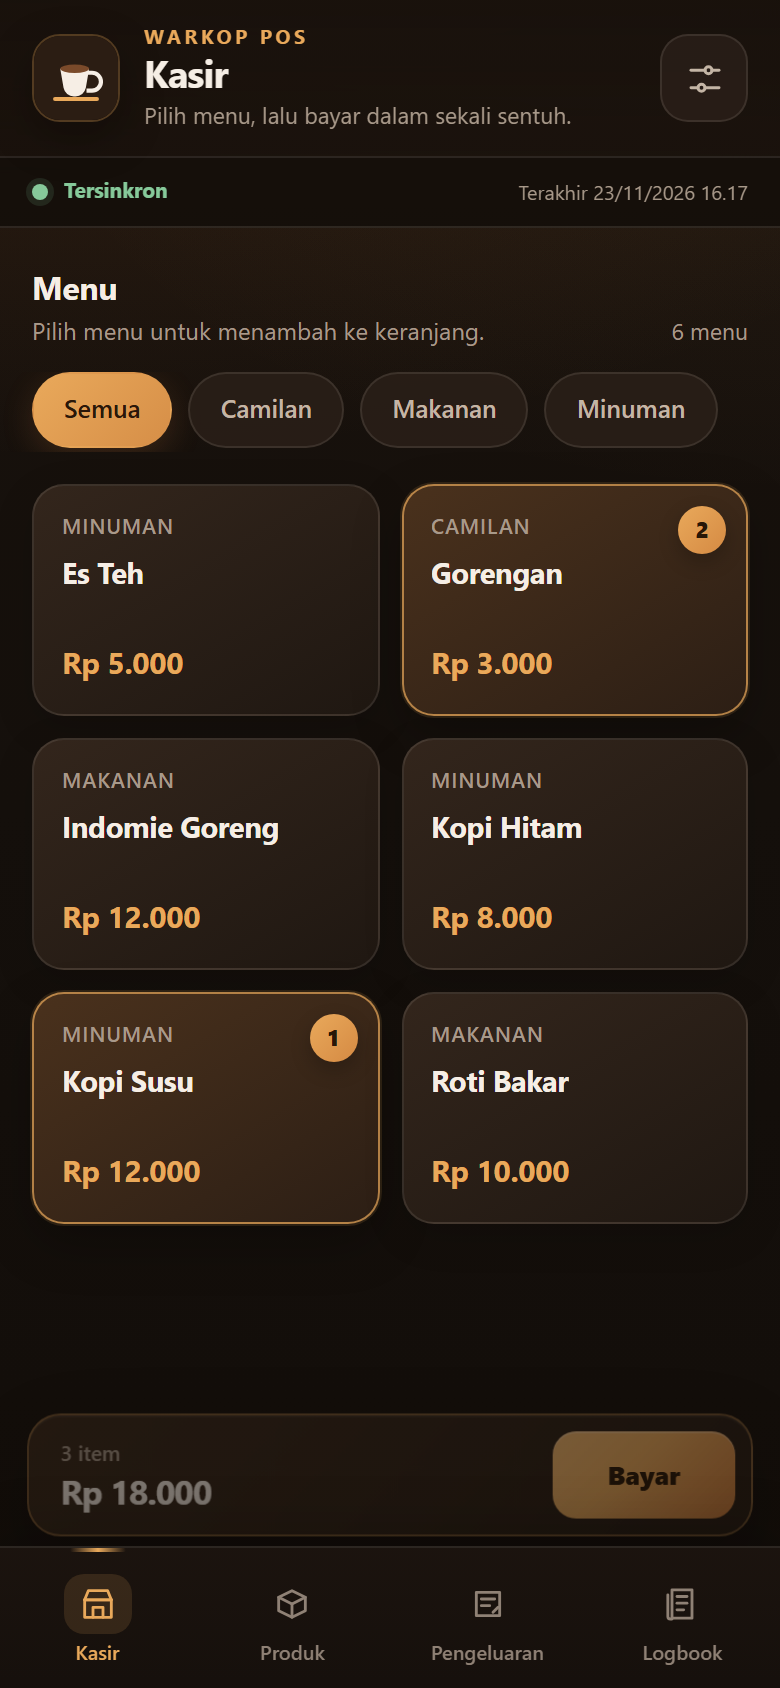 WARKOP POS
Kasir
Pilih menu, lalu bayar dalam sekali sentuh.
Tersinkron
Terakhir 23/11/2026 16.17
Menu
Pilih menu untuk menambah ke keranjang.
6 menu
Semua
Camilan
Makanan
Minuman
MINUMAN
Es Teh
Rp 5.000
CAMILAN
2
Gorengan
Rp 3.000
MAKANAN
Indomie Goreng
Rp 12.000
MINUMAN
Kopi Hitam
Rp 8.000
MINUMAN
1
Kopi Susu
Rp 12.000
MAKANAN
Roti Bakar
Rp 10.000
3 item
Rp 18.000
Bayar
Kasir
Produk
Pengeluaran
Logbook